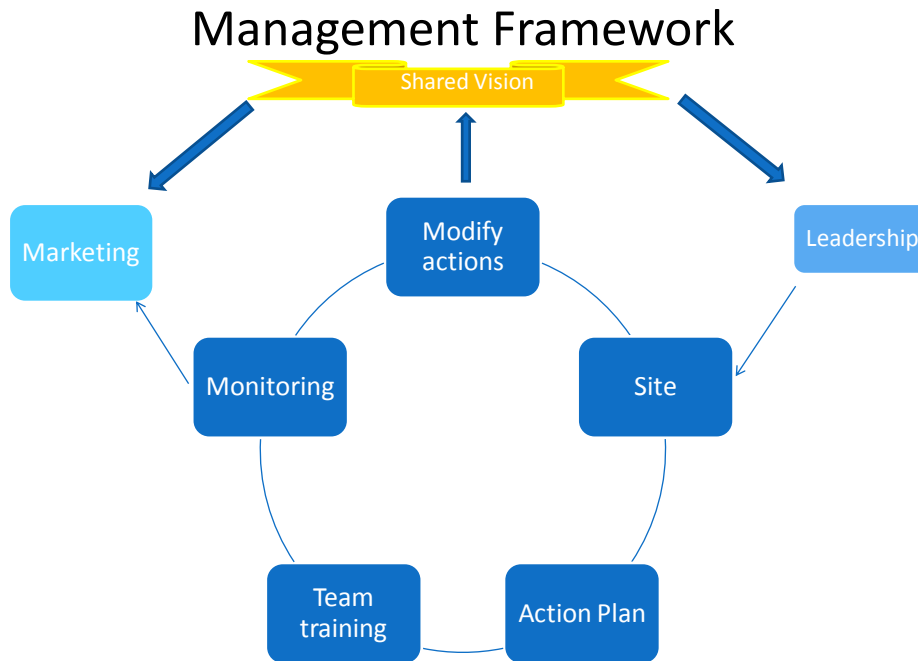 Management Framework
Shared Vision
Marketing
Modify
actions
Leadership
Monitoring
Site
Team
training
Action Plan